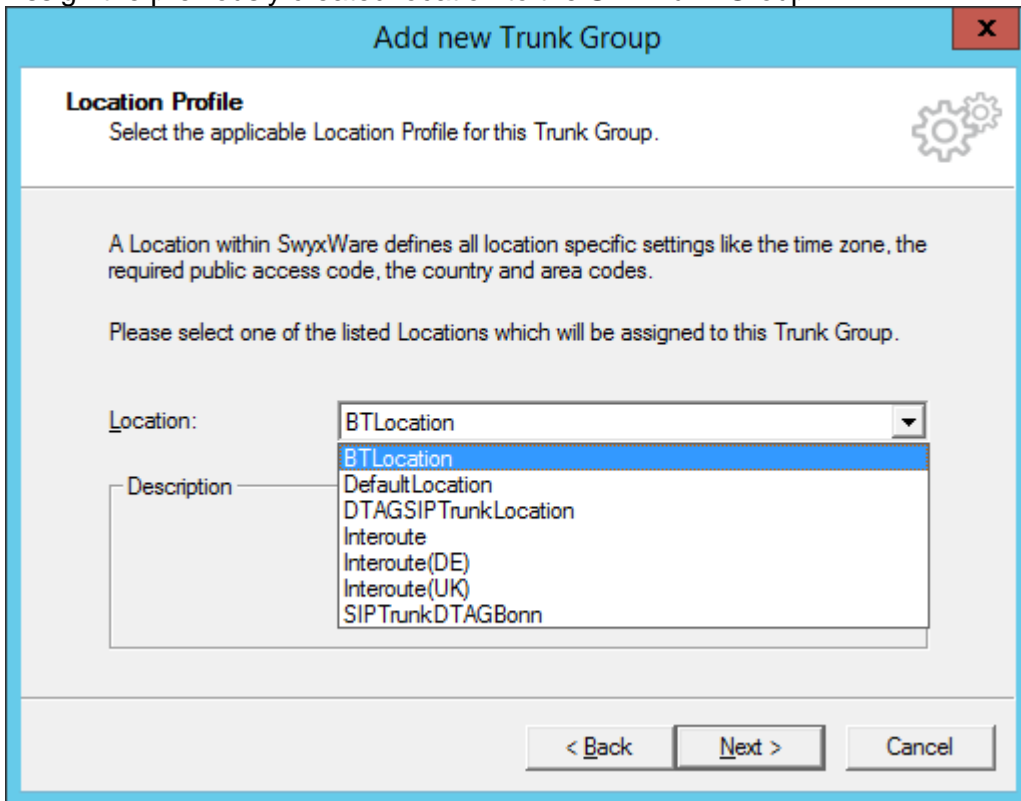 Add new Trunk Group
x
Location Profile
Select the applicable Location Profile for this Trunk Group.
A Location within SwyxWare defines all location specific settings like the time zone, the
required public access code, the country and area codes.
Please select one of the listed Locations which will be assigned to this Trunk Group.
Location:
BTLocation
BTLocation
Description
DefaultLocation
DTAGSIPTrunkLocation
Interoute
Interoute(DE)
Interoute(UK)
SIPTrunkDTAGBonn
< Back
Next >
Cancel